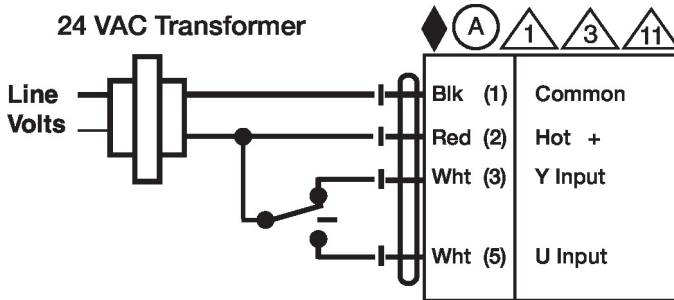 24 VAC Transformer
A 1 3 11
Line
Volts
Blk (1) Common
Red (2) Hot +
Wht (3) Y Input
Wht (5) U Input